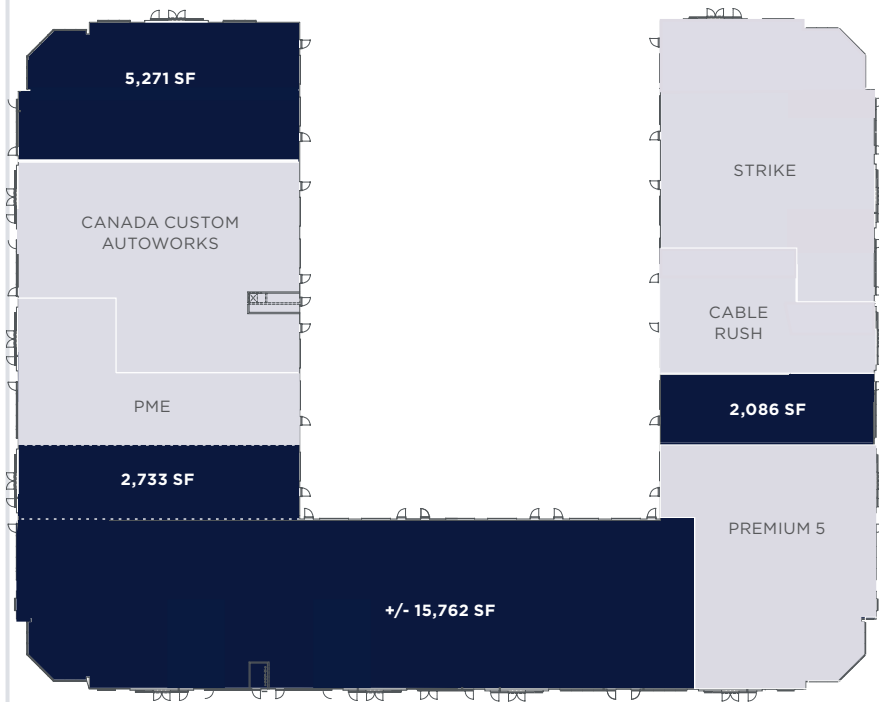 5,271 SF
CANADA CUSTOM
AUTOWORKS
PME
2,733 SF
+/- 15,762 SF
STRIKE
CABLE
RUSH
2,086 SF
PREMIUM 5